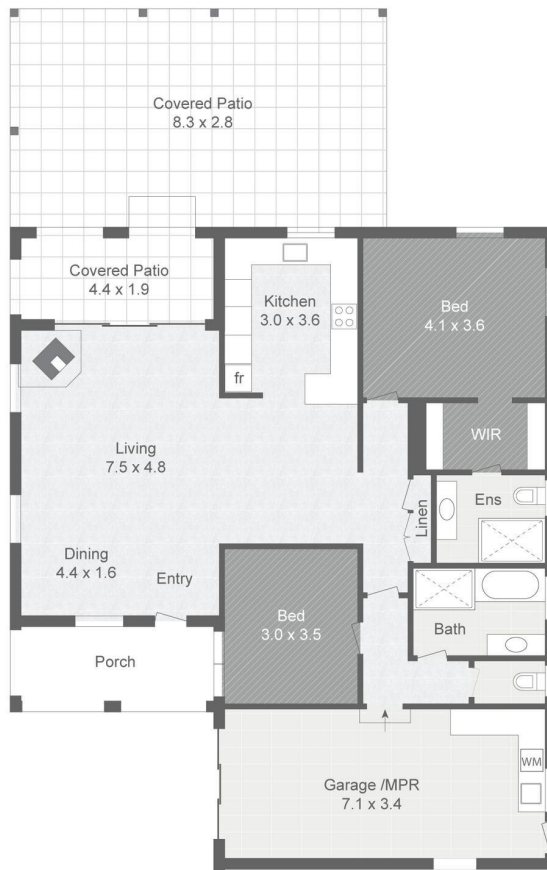 Covered Patio
8.3 x 2.8
Covered Patio
4.4 x 1.9
Kitchen
3.0 x 3.6
fr
Bed
4.1 x 3.6
WIR
Living
7.5 x 4.8
Linen
Ens
Dining
4.4 x 1.6
Entry
Bed
3.0 x 3.5
Bath
Porch
Garage /MPR
7.1 x 3.4
WM